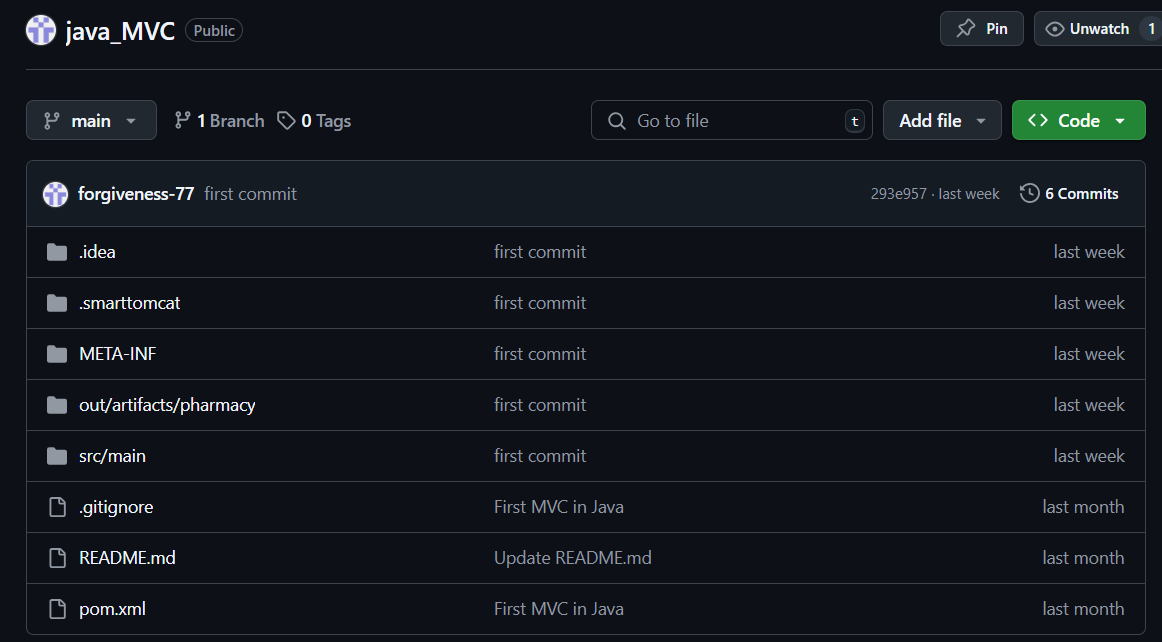 java_MVC Public Pin Unwatch 1
main 1 Branch 0 Tags Go to file t Add file Code
forgiveness-77 first commit 293e957 · last week 6 Commits
.idea first commit last week
.smarttomcat first commit last week
META-INF first commit last week
out/artifacts/pharmacy first commit last week
src/main first commit last week
.gitignore First MVC in Java last month
README.md Update README.md last month
pom.xml First MVC in Java last month